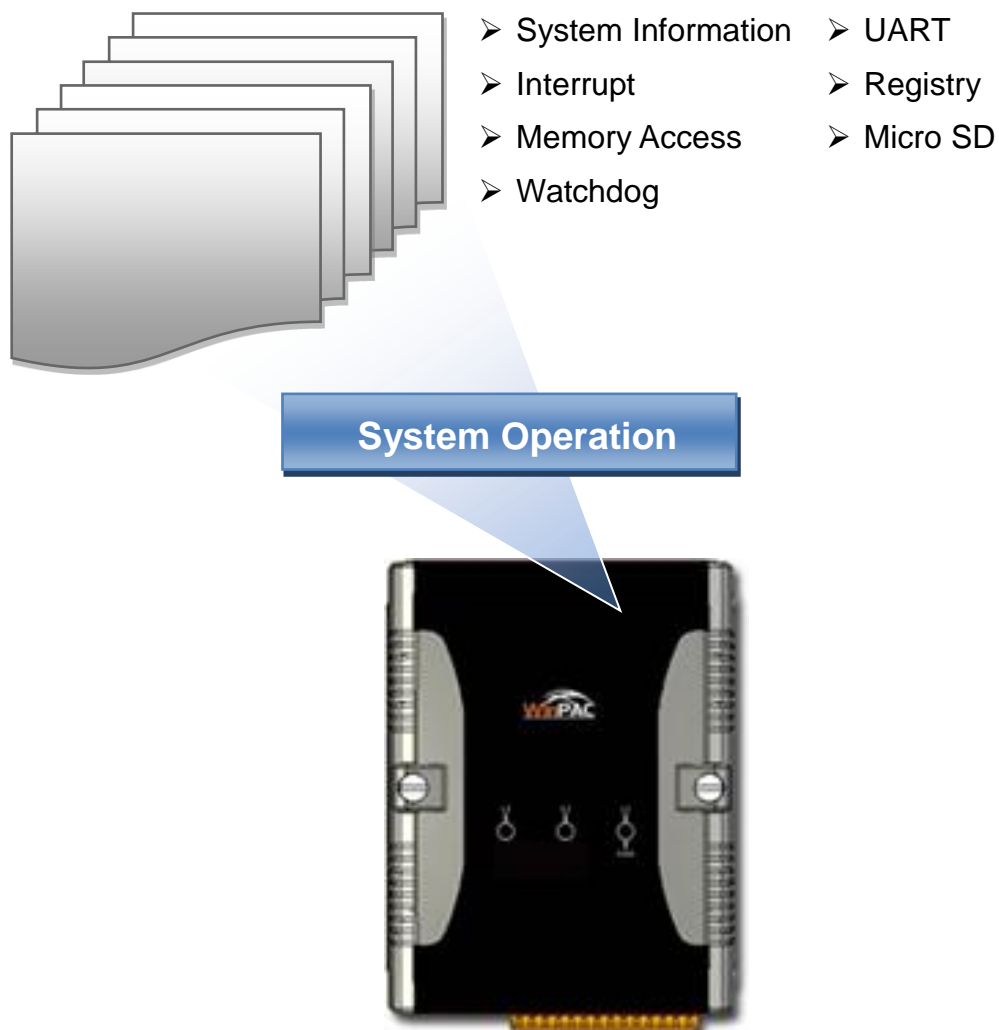 ➢ System Information
➢ Interrupt
➢ Memory Access
➢ Watchdog
➢ UART
➢ Registry
➢ Micro SD
System Operation
WinPAC